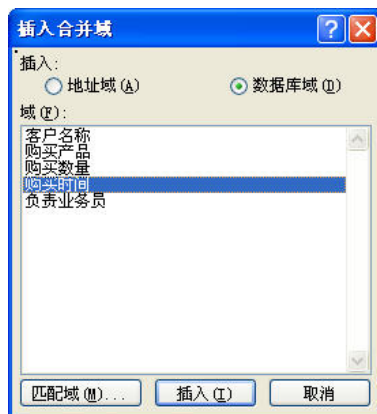 插入合并域
插入:
地址域(A) 数据库域(D)
域(F):
客户名称
购买产品
购买数量
购买时间
负责业务员
匹配域(M)... 插入(I) 取消